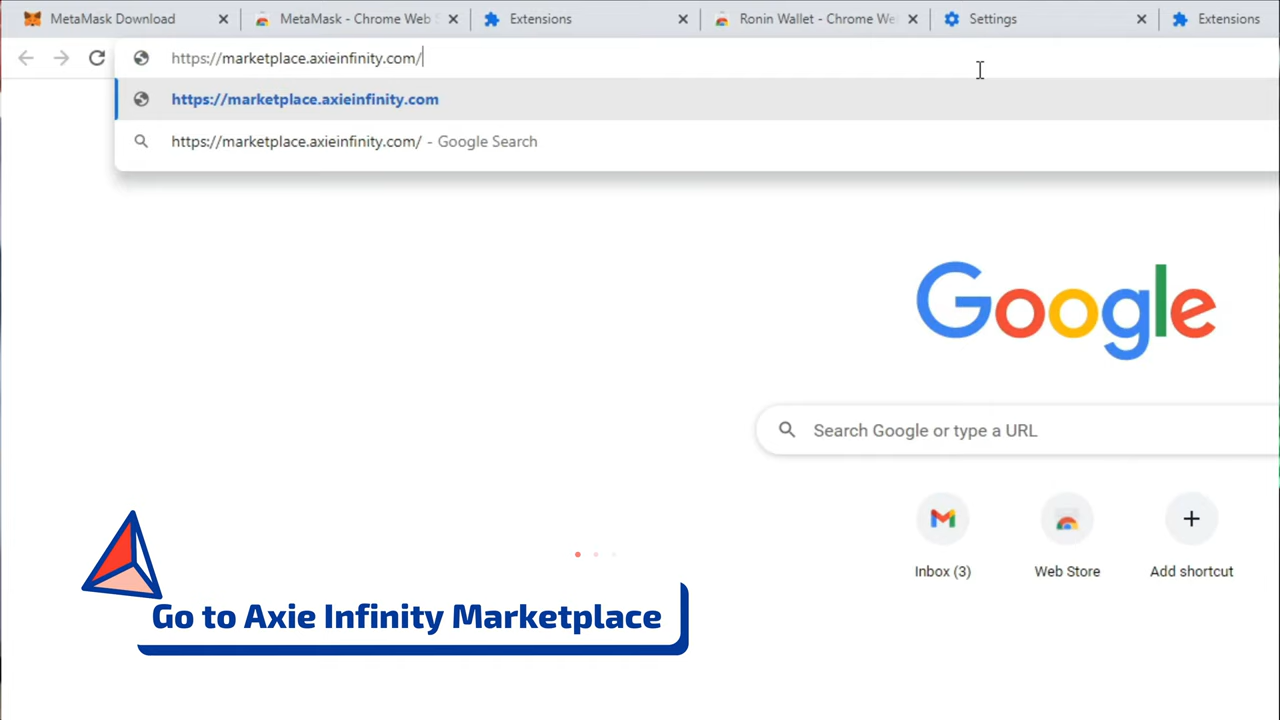 MetaMask Download
MetaMask - Chrome Web S
Extensions
Ronin Wallet - Chrome We
Settings
Extensions
https://marketplace.axieinfinity.com/
https://marketplace.axieinfinity.com
https://marketplace.axieinfinity.com/ - Google Search
Google
Search Google or type a URL
Inbox (3)
Web Store
Add shortcut
Go to Axie Infinity Marketplace